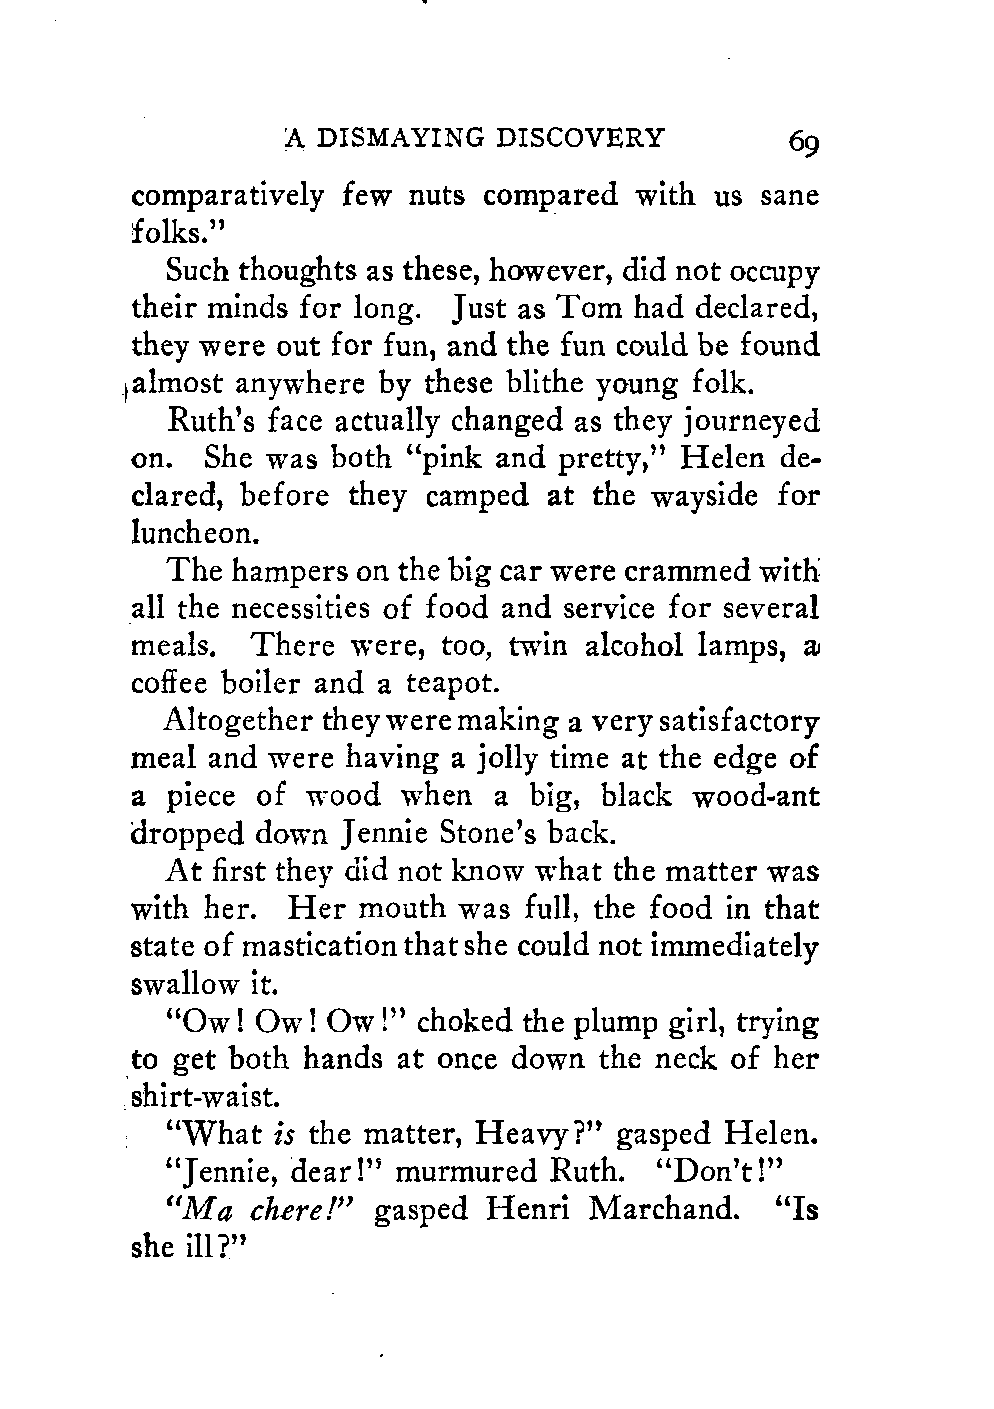 A DISMAYING DISCOVERY 69
comparatively few nuts compared with us sane
folks."
Such thoughts as these, however, did not occupy
their minds for long. Just as Tom had declared,
they were out for fun, and the fun could be found
almost anywhere by these blithe young folk.
Ruth's face actually changed as they journeyed
on. She was both "pink and pretty," Helen de-
clared, before they camped at the wayside for
luncheon.
The hampers on the big car were crammed with
all the necessities of food and service for several
meals. There were, too, twin alcohol lamps, a
coffee boiler and a teapot.
Altogether they were making a very satisfactory
meal and were having a jolly time at the edge of
a piece of wood when a big, black wood-ant
dropped down Jennie Stone's back.
At first they did not know what the matter was
with her. Her mouth was full, the food in that
state of mastication that she could not immediately
swallow it.
"Ow! Ow! Ow!" choked the plump girl, trying
to get both hands at once down the neck of her
shirt-waist.
"What is the matter, Heavy?" gasped Helen.
"Jennie, dear!" murmured Ruth. "Don't!"
"Ma chere!" gasped Henri Marchand. "Is
she ill?"